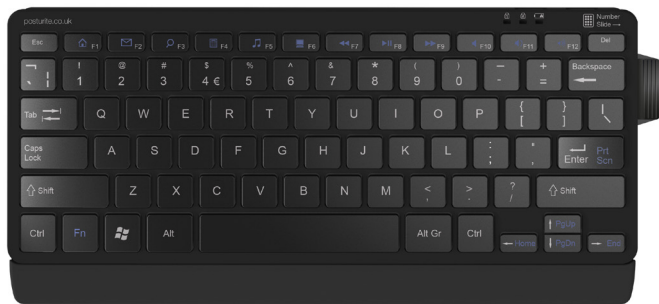 posturite.co.uk
Number
Slide →
Esc F1 F2 F3 F4 F5 F6 F7 F8 F9 F10 F11 F12 Del
! @ # $ % ^ & * ( ) — + Backspace
1 2 3 4 € 5 6 7 8 9 0 - = ←
Tab Q W E R T Y U I O P { [ } ] | \
Caps
Lock A S D F G H J K L : ; " , Enter Prt
Scn
⇧ Shift Z X C V B N M < , > . ? / ⇧ Shift
Ctrl Fn Alt Alt Gr Ctrl
PgUp
← Home PgDn → End